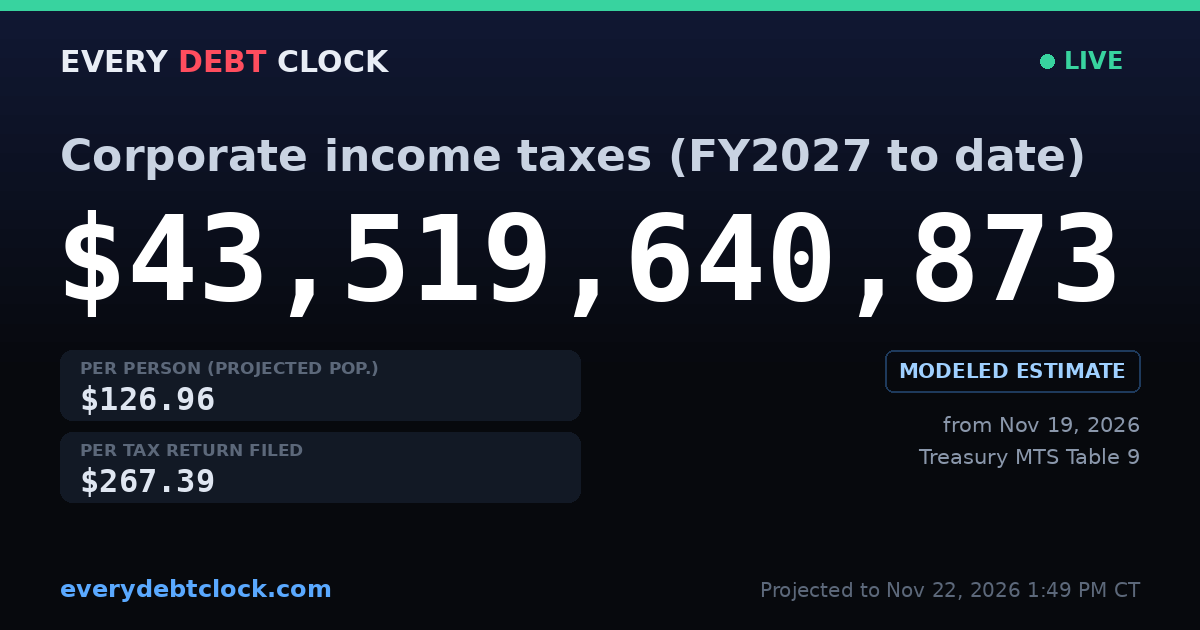 EVERY DEBT CLOCK
LIVE
Corporate income taxes (FY2027 to date)
$43,519,640,873
PER PERSON (PROJECTED POP.)
$126.96
PER TAX RETURN FILED
$267.39
MODELED ESTIMATE
from Nov 19, 2026
Treasury MTS Table 9
everydebtclock.com
Projected to Nov 22, 2026 1:49 PM CT